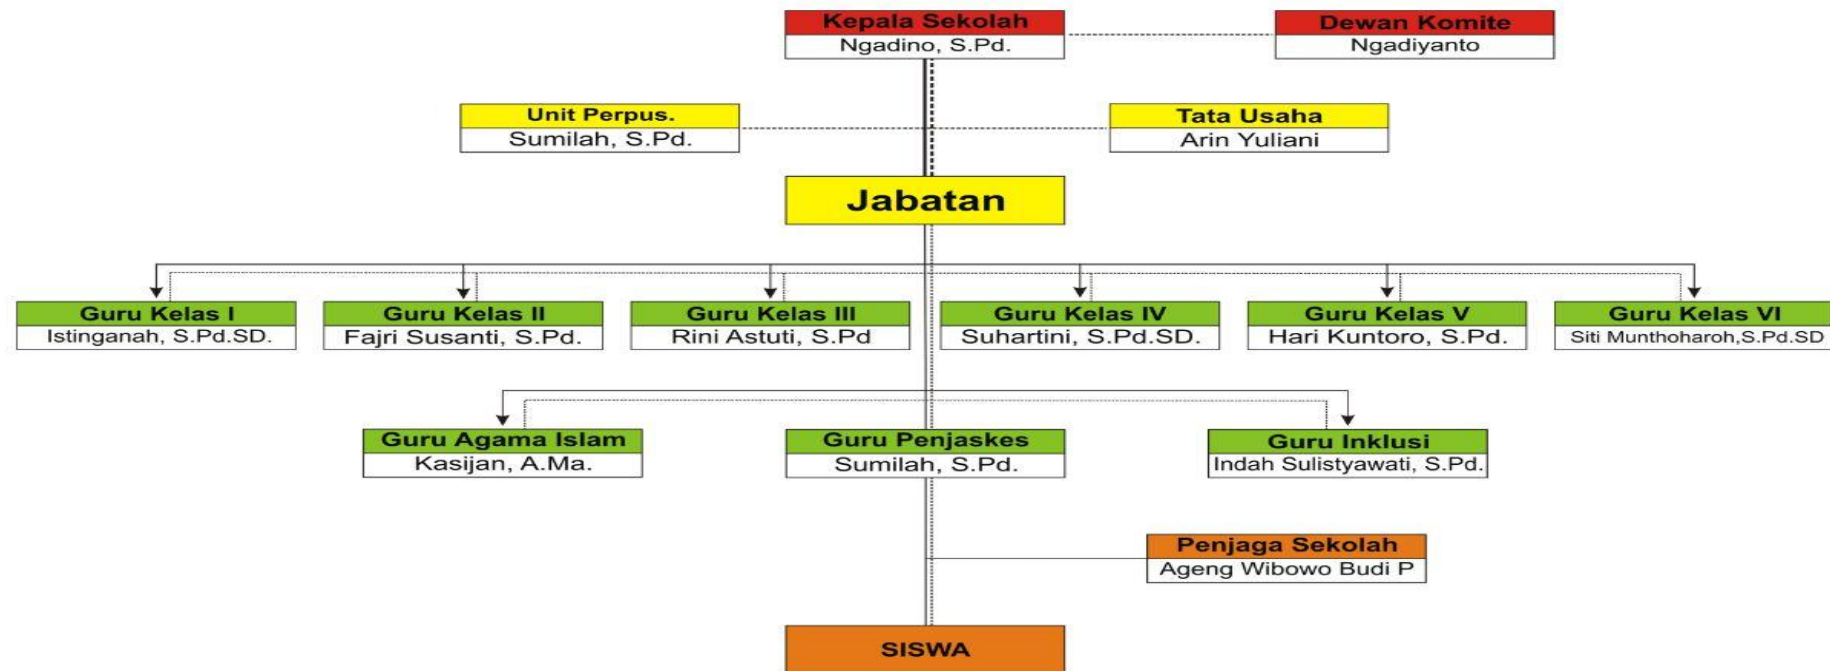 Kepala Sekolah
Ngadino, S.Pd.
Dewan Komite
Ngadiyanto
Unit Perpus.
Sumilah, S.Pd.
Tata Usaha
Arin Yuliani
Jabatan
Guru Kelas I
Istinganah, S.Pd.SD.
Guru Kelas II
Fajri Susanti, S.Pd.
Guru Kelas III
Rini Astuti, S.Pd
Guru Kelas IV
Suhartini, S.Pd.SD.
Guru Kelas V
Hari Kuntoro, S.Pd.
Guru Kelas VI
Siti Munthoharoh,S.Pd.SD
Guru Agama Islam
Kasijan, A.Ma.
Guru Penjaskes
Sumilah, S.Pd.
Guru Inklusi
Indah Sulistyawati, S.Pd.
Penjaga Sekolah
Ageng Wibowo Budi P
SISWA